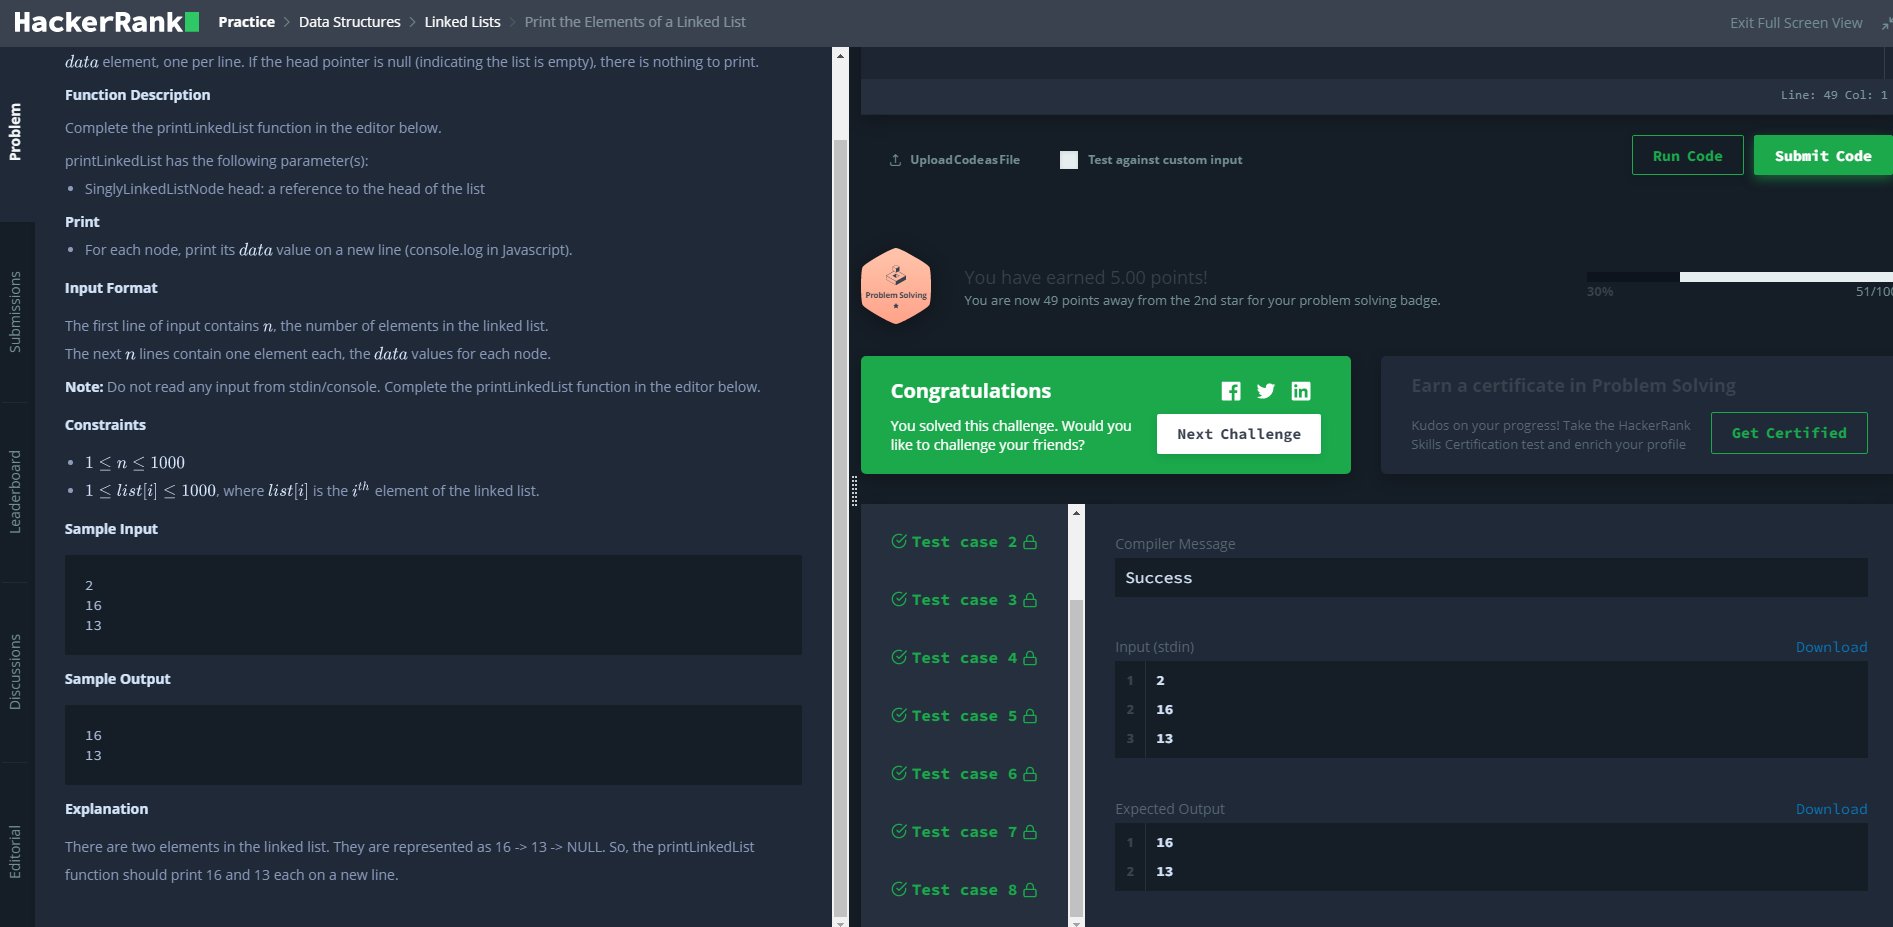 HackerRank
Practice > Data Structures > Linked Lists > Print the Elements of a Linked List
Exit Full Screen View
Problem
Submissions
Leaderboard
Discussions
Editorial
data element, one per line. If the head pointer is null (indicating the list is empty), there is nothing to print.
Function Description
Complete the printLinkedList function in the editor below.
printLinkedList has the following parameter(s):
• SinglyLinkedListNode head: a reference to the head of the list
Print
• For each node, print its data value on a new line (console.log in Javascript).
Input Format
The first line of input contains n, the number of elements in the linked list.
The next n lines contain one element each, the data values for each node.
Note: Do not read any input from stdin/console. Complete the printLinkedList function in the editor below.
Constraints
• 1 ≤ n ≤ 1000
• 1 ≤ list[i] ≤ 1000, where list[i] is the i^th element of the linked list.
Sample Input
2
16
13
Sample Output
16
13
Explanation
There are two elements in the linked list. They are represented as 16 -> 13 -> NULL. So, the printLinkedList
function should print 16 and 13 each on a new line.
Line: 49 Col: 1
Upload Code as File
Test against custom input
Run Code
Submit Code
Problem Solving
You have earned 5.00 points!
You are now 49 points away from the 2nd star for your problem solving badge.
30%
51/100
Congratulations
You solved this challenge. Would you
like to challenge your friends?
Next Challenge
Earn a certificate in Problem Solving
Kudos on your progress! Take the HackerRank
Skills Certification test and enrich your profile
Get Certified
Test case 2
Test case 3
Test case 4
Test case 5
Test case 6
Test case 7
Test case 8
Compiler Message
Success
Input (stdin)
Download
1 2
2 16
3 13
Expected Output
Download
1 16
2 13